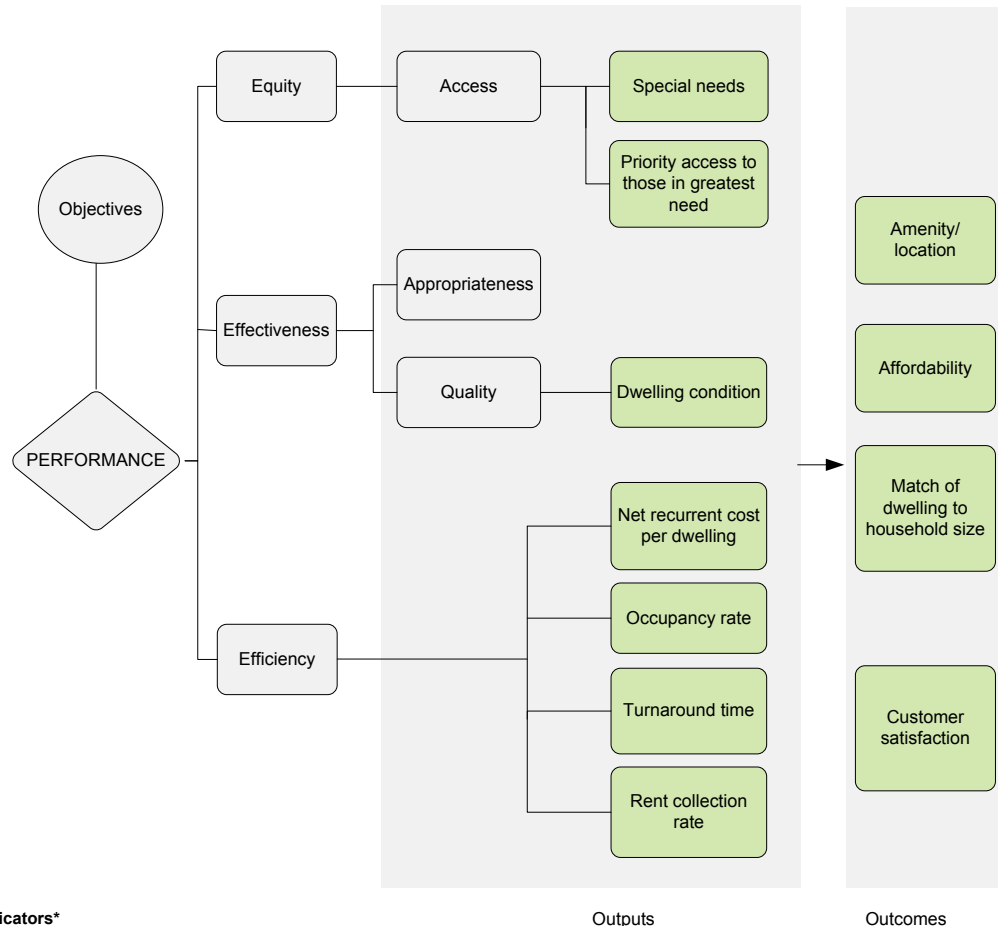 Equity
Access
Special needs
Priority access to
those in greatest
need
Objectives
Amenity/
location
Appropriateness
Effectiveness
Affordability
Quality
Dwelling condition
PERFORMANCE
Match of
dwelling to
household size
Net recurrent cost
per dwelling
Occupancy rate
Efficiency
Turnaround time
Customer
satisfaction
Rent collection
rate
icators*
Outputs
Outcomes